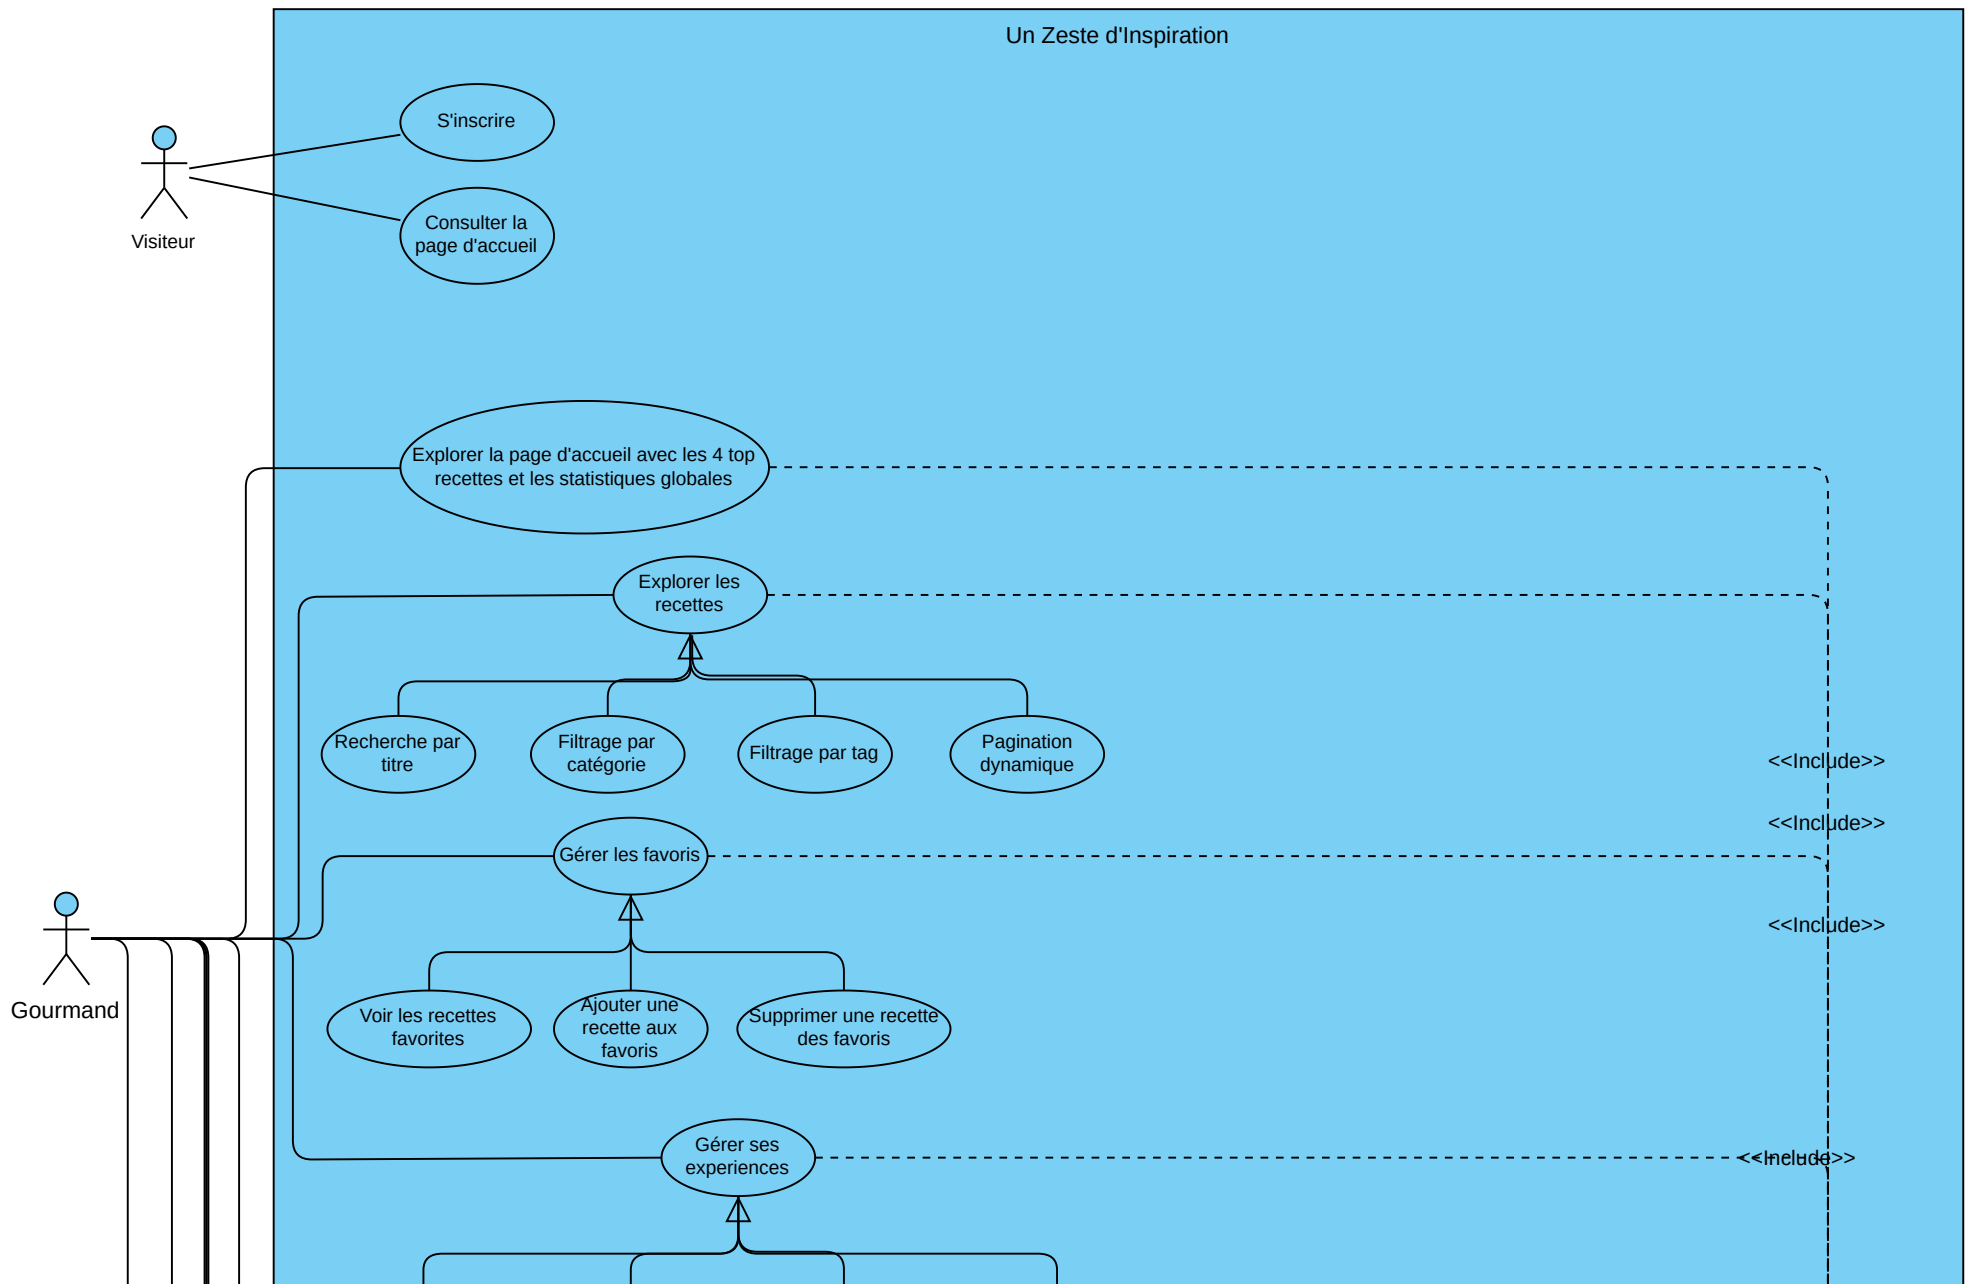 Un Zeste d'Inspiration
S'inscrire
Consulter la
page d'accueil
Visiteur
Explorer la page d'accueil avec les 4 top
recettes et les statistiques globales
Explorer les
recettes
Recherche par
titre
Filtrage par
catégorie
Filtrage par tag
Pagination
dynamique
<<Include>>
<<Include>>
Gérer les favoris
<<Include>>
Gourmand
Voir les recettes
favorites
Ajouter une
recette aux
favoris
Supprimer une recette
des favoris
Gérer ses
experiences
<<Include>>